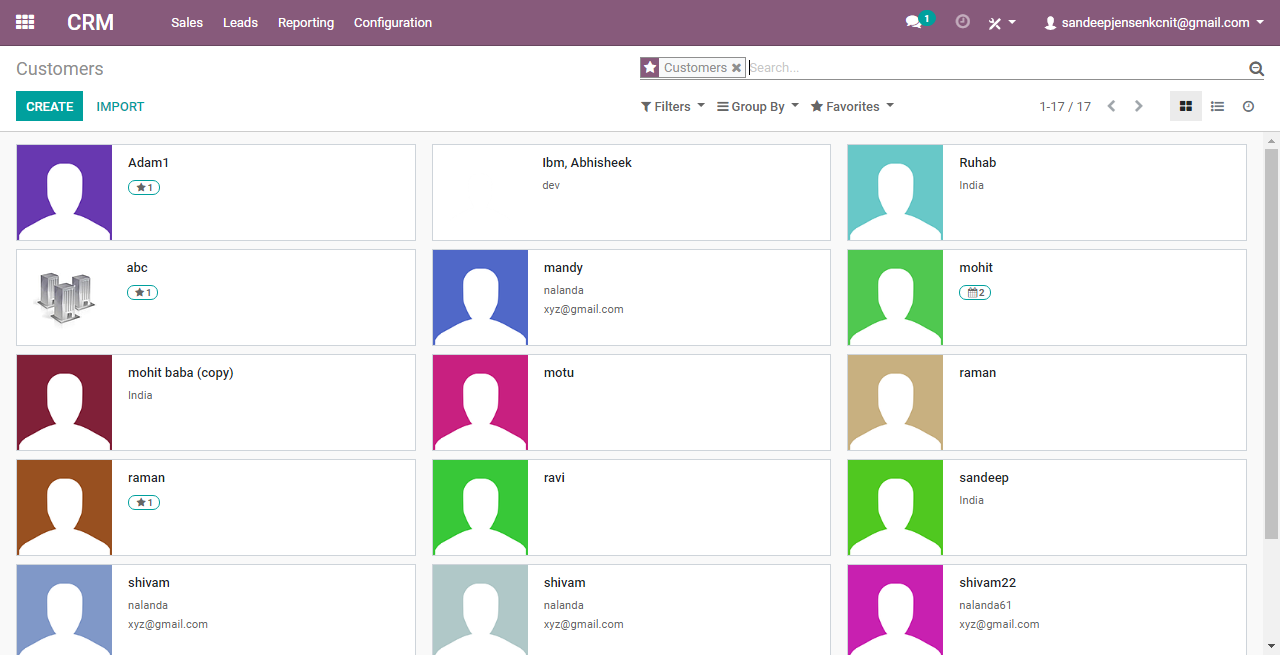 CRM Sales Leads Reporting Configuration 1 sandeepjensenkcnit@gmail.com
Customers Customers Search...
CREATE IMPORT Filters Group By Favorites 1-17 / 17
Adam1
1
Ibm, Abhisheek
dev
Ruhab
India
abc
1
mandy
nalanda
xyz@gmail.com
mohit
2
mohit baba (copy)
India
motu
raman
raman
1
ravi
sandeep
India
shivam
nalanda
xyz@gmail.com
shivam
nalanda
xyz@gmail.com
shivam22
nalanda61
xyz@gmail.com